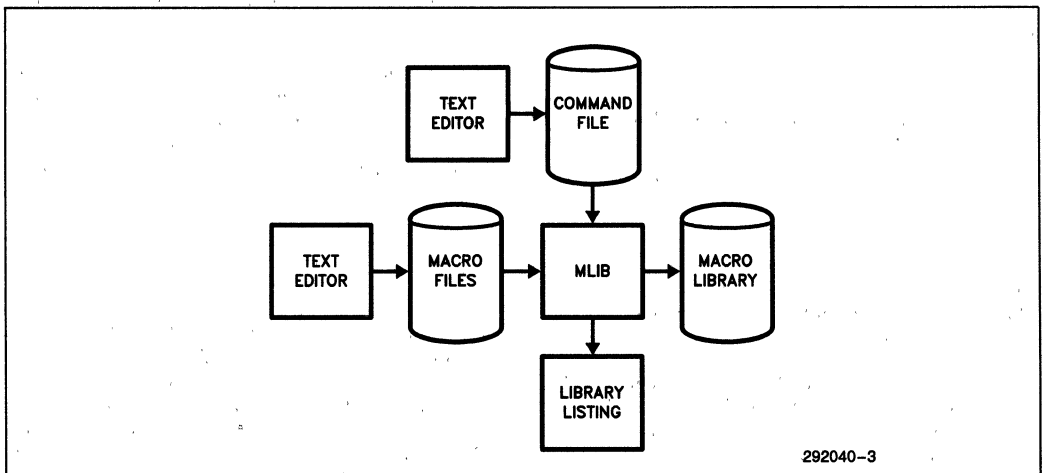 TEXT
EDITOR
COMMAND
FILE
TEXT
EDITOR
MACRO
FILES
MLIB
MACRO
LIBRARY
LIBRARY
LISTING
292040-3